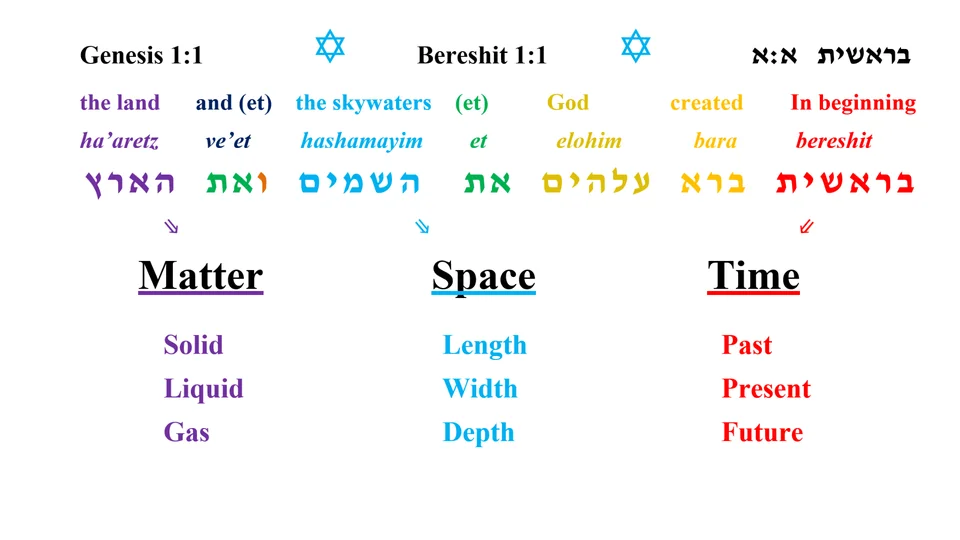 Genesis 1:1 Bereshit 1:1 בראשית א:א
the land and (et) the skywaters (et) God created In beginning
ha’aretz ve’et hashamayim et elohim bara bereshit
בראשית ברא עלהים את השמים ואת הארץ
Matter Space Time
Solid Length Past
Liquid Width Present
Gas Depth Future